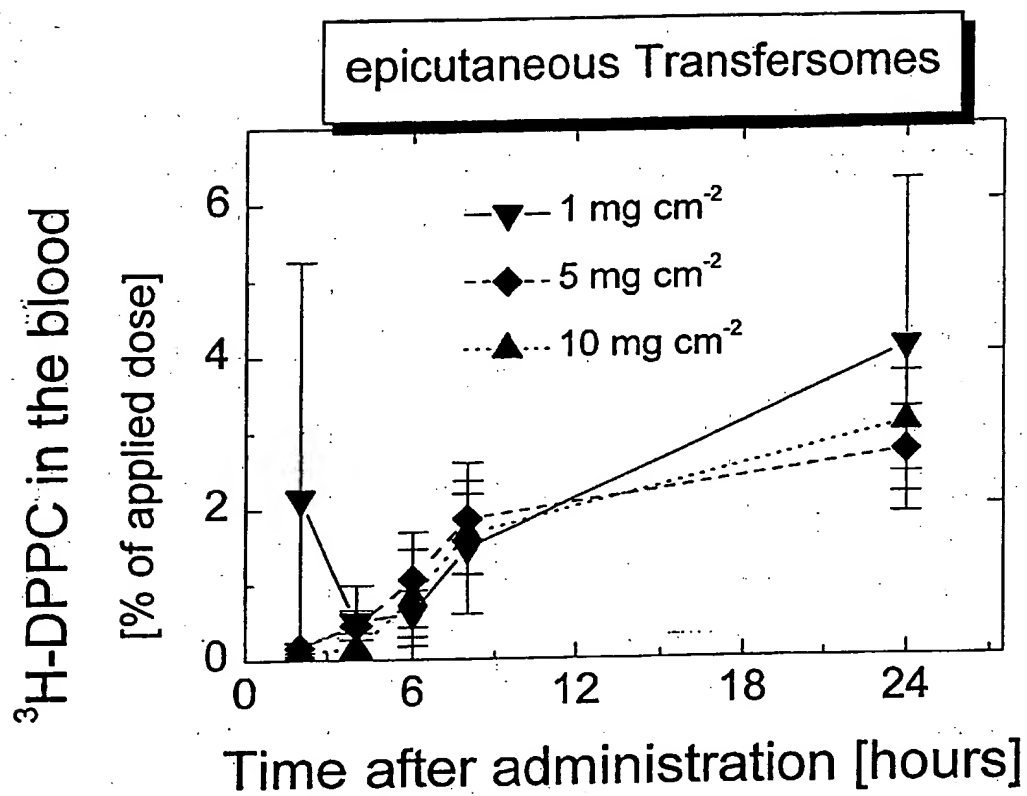 epicutaneous Transfersomes
³H-DPPC in the blood
[% of applied dose]
6
4
2
0
1 mg cm⁻²
5 mg cm⁻²
10 mg cm⁻²
0 6 12 18 24
Time after administration [hours]